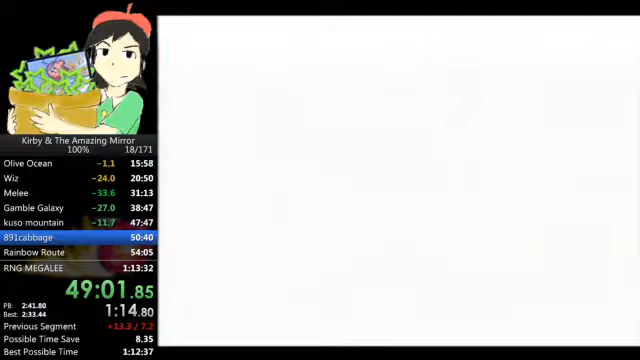 Kirby & The Amazing Mirror
100% 18/171
Olive Ocean -1.1 15:58
Wiz -24.0 20:50
Melee -33.6 31:13
Gamble Galaxy -27.0 38:47
kuso mountain -11.7 47:47
891cabbage 50:40
Rainbow Route 54:05
RNG MEGALEE 1:13:32
49:01.85
PB: 2:41.80
Best: 2:33.44
1:14.80
Previous Segment +13.3 / 7.2
Possible Time Save 8.35
Best Possible Time 1:12:37